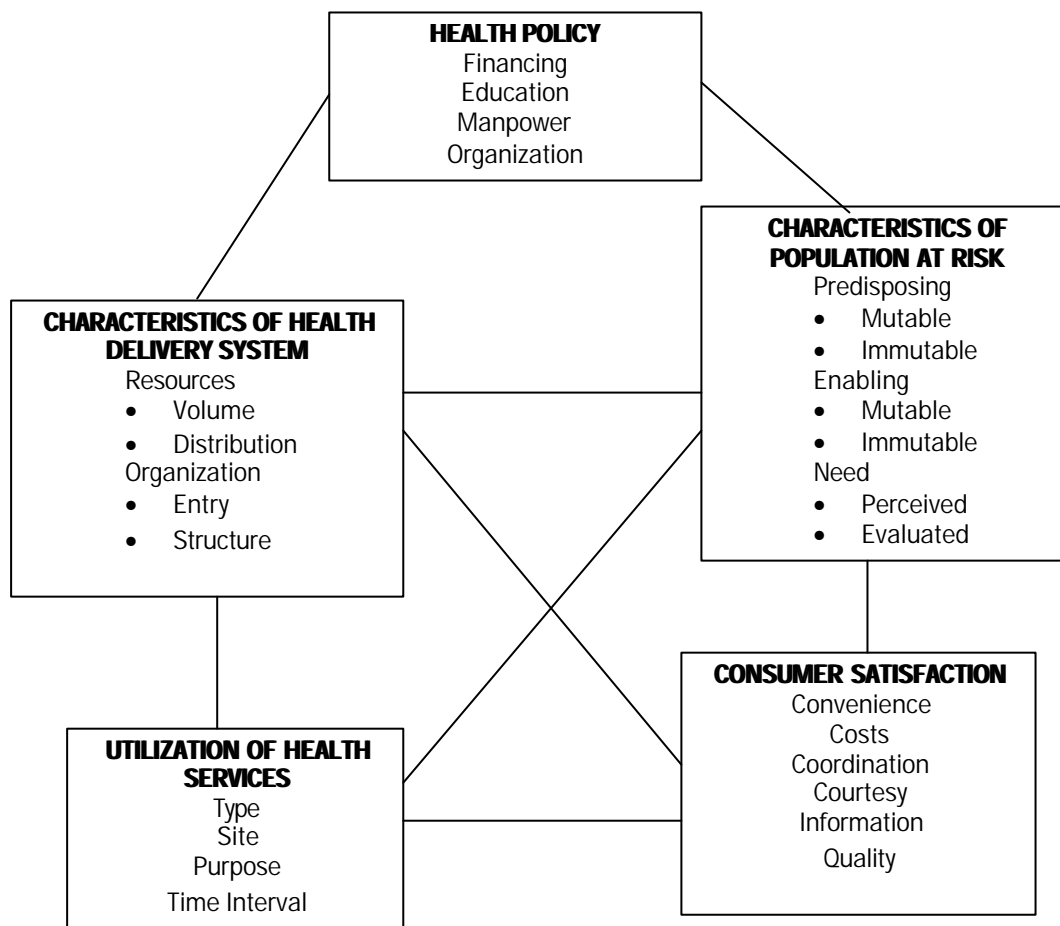 HEALTH POLICY
Financing
Education
Manpower
Organization
CHARACTERISTICS OF
POPULATION AT RISK
Predisposing
• Mutable
• Immutable
Enabling
• Mutable
• Immutable
Need
• Perceived
• Evaluated
CHARACTERISTICS OF HEALTH
DELIVERY SYSTEM
Resources
• Volume
• Distribution
Organization
• Entry
• Structure
CONSUMER SATISFACTION
Convenience
Costs
Coordination
Courtesy
Information
Quality
UTILIZATION OF HEALTH
SERVICES
Type
Site
Purpose
Time Interval